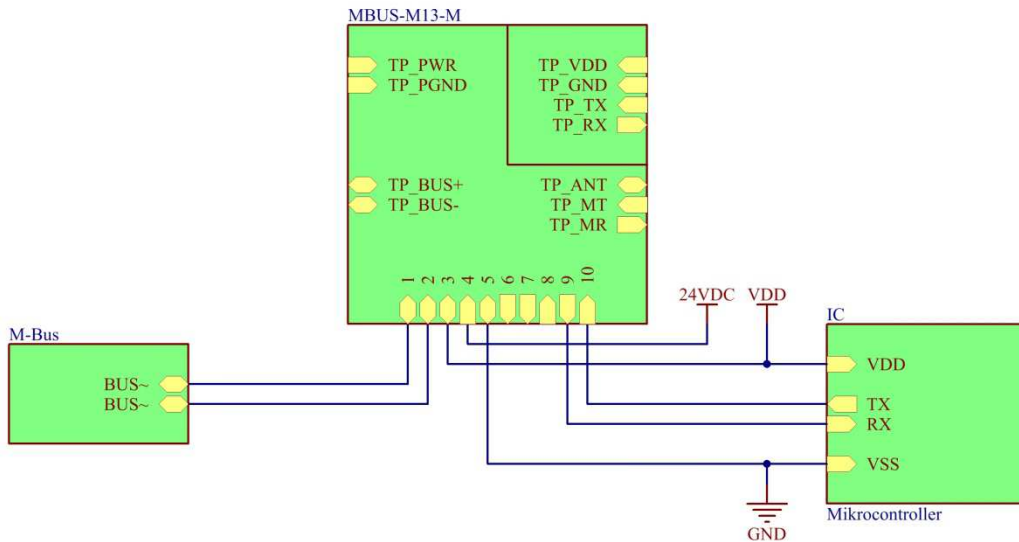 MBUS-M13-M
TP_PWR
TP_PGND
TP_VDD
TP_GND
TP_TX
TP_RX
TP_BUS+
TP_BUS-
TP_ANT
TP_MT
TP_MR
1 2 3 4 5 6 7 8 9 10
24VDC VDD
M-Bus
BUS~
BUS~
IC
VDD
TX
RX
VSS
Mikrocontroller
GND